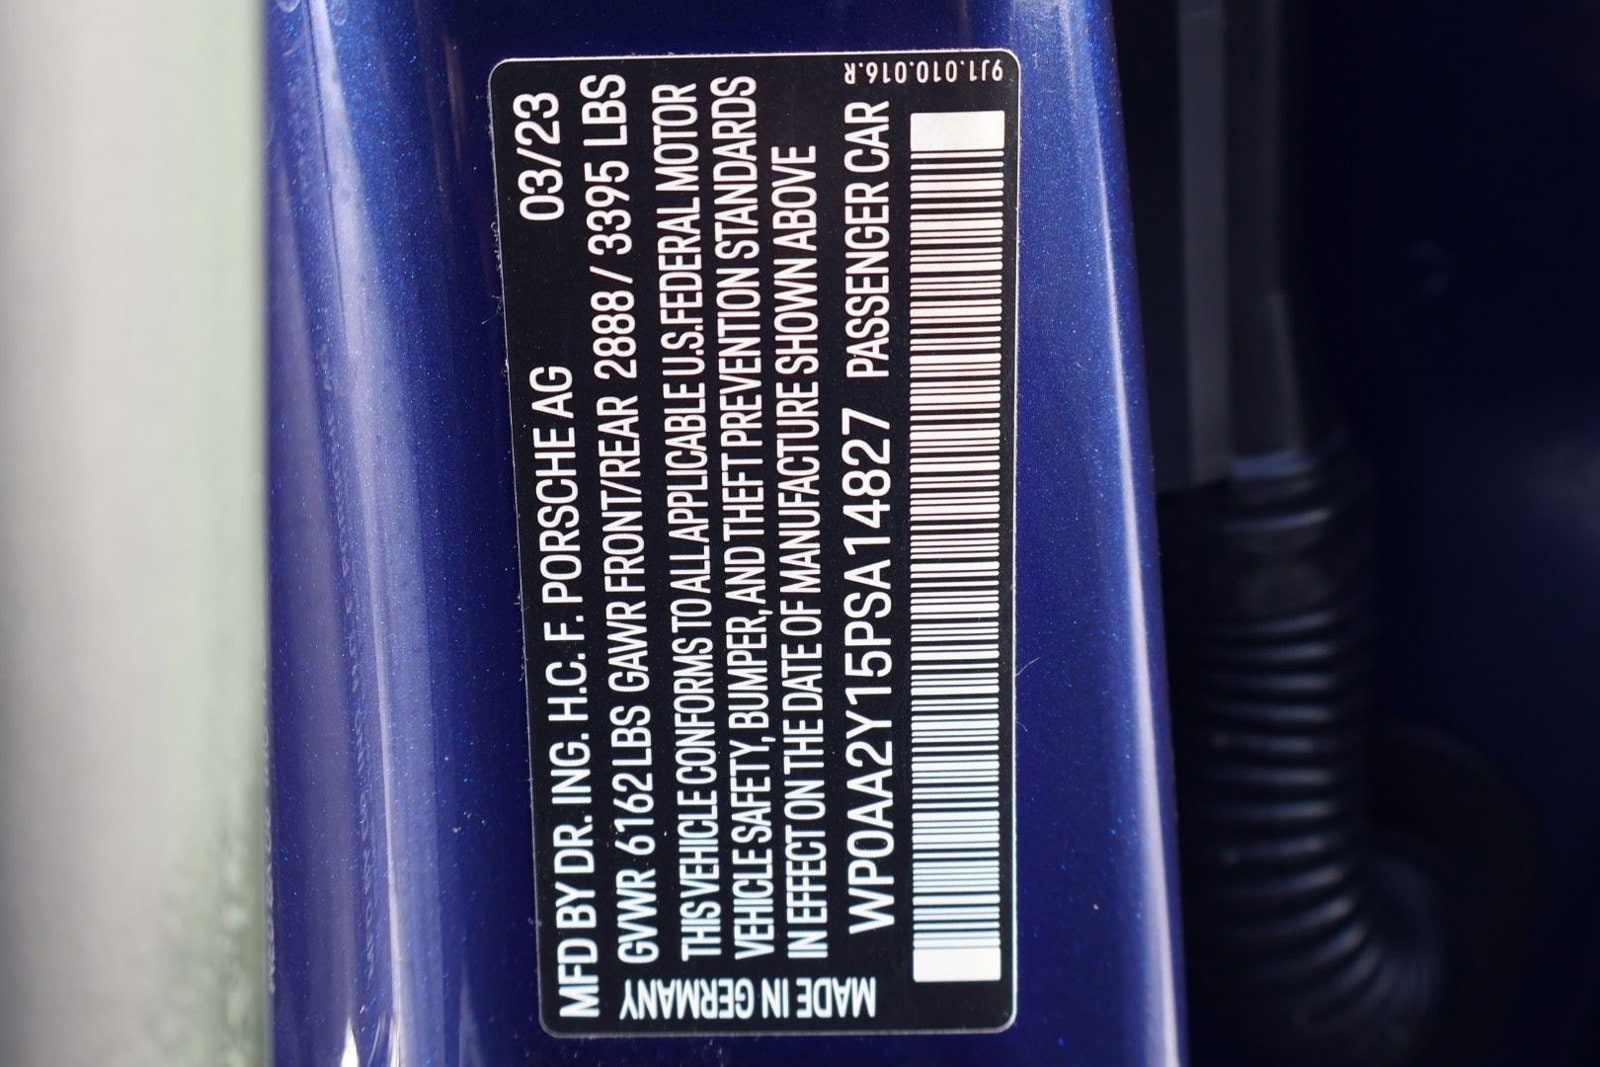 MFD BY DR. ING. H.C. F. PORSCHE AG 03/23
GVWR 6162LBS GAWR FRONT/REAR 2888 / 3395 LBS
THIS VEHICLE CONFORMS TO ALL APPLICABLE U.S.FEDERAL MOTOR
VEHICLE SAFETY, BUMPER, AND THEFT PREVENTION STANDARDS
IN EFFECT ON THE DATE OF MANUFACTURE SHOWN ABOVE
WP0AA2Y15PSA14827 PASSENGER CAR
MADE IN GERMANY
9J1.010.016.R